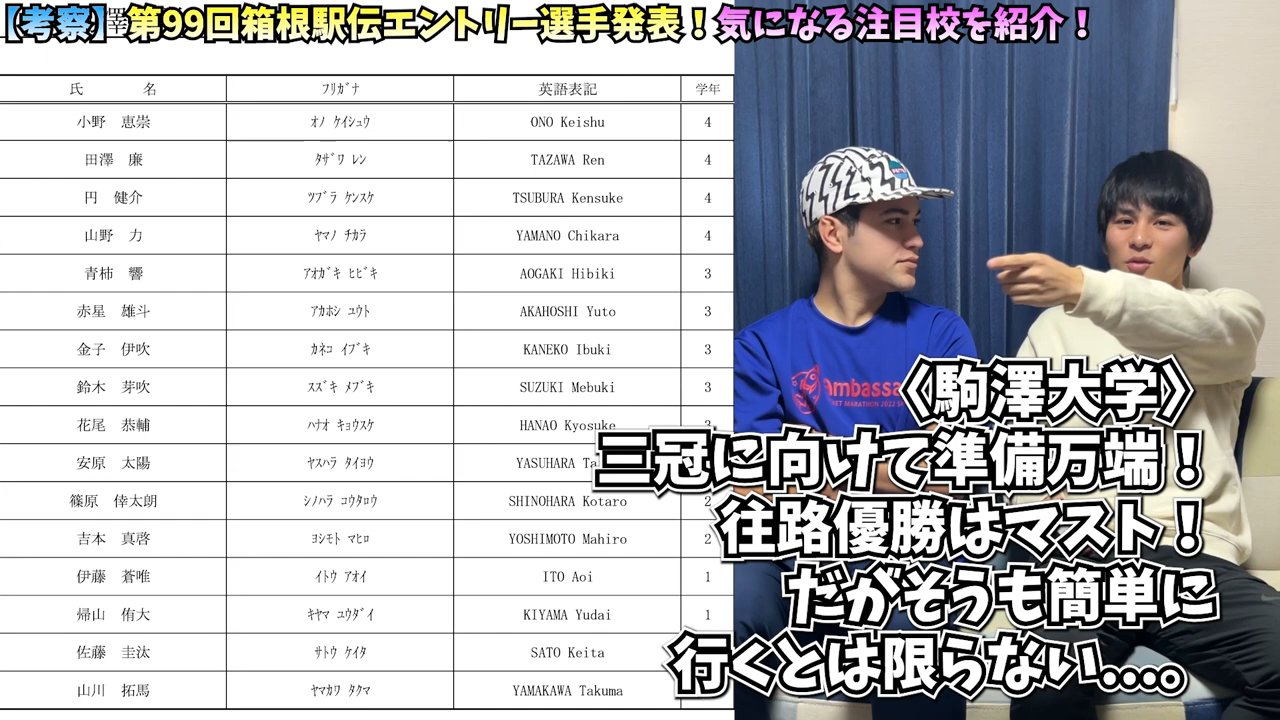 【考察】第99回箱根駅伝エントリー選手発表！気になる注目校を紹介！
氏 名 ﾌﾘｶﾞﾅ 英語表記 学年
小野 恵崇 ｵﾉ ｹｲｼｭｳ ONO Keishu 4
田澤 廉 ﾀｻﾞﾜ ﾚﾝ TAZAWA Ren 4
円 健介 ﾂﾌﾞﾗ ｹﾝｽｹ TSUBURA Kensuke 4
山野 力 ﾔﾏﾉ ﾁｶﾗ YAMANO Chikara 4
青柿 響 ｱｵｶﾞｷ ﾋﾋﾞｷ AOGAKI Hibiki 3
赤星 雄斗 ｱｶﾎｼ ﾕｳﾄ AKAHOSHI Yuto 3
金子 伊吹 ｶﾈｺ ｲﾌﾞｷ KANEKO Ibuki 3
鈴木 芽吹 ｽｽﾞｷ ﾒﾌﾞｷ SUZUKI Mebuki 3
花尾 恭輔 ﾊﾅｵ ｷｮｳｽｹ HANAO Kyosuke
安原 太陽 ﾔｽﾊﾗ ﾀｲﾖｳ YASUHARA
篠原 倖太朗 ｼﾉﾊﾗ ｺｳﾀﾛｳ SHINOHARA Kotaro 2
吉本 真啓 ﾖｼﾓﾄ ﾏﾋﾛ YOSHIMOTO Mahiro 2
伊藤 蒼唯 ｲﾄｳ ｱｵｲ ITO Aoi 1
帰山 侑大 ｷﾔﾏ ﾕｳﾀﾞｲ KIYAMA Yudai 1
佐藤 圭汰 ｻﾄｳ ｹｲﾀ SATO Keita
山川 拓馬 ﾔﾏｶﾜ ﾀｸﾏ YAMAKAWA Takuma
〈駒澤大学〉
三冠に向けて準備万端！
往路優勝はマスト！
だがそうも簡単に
行くとは限らない....。